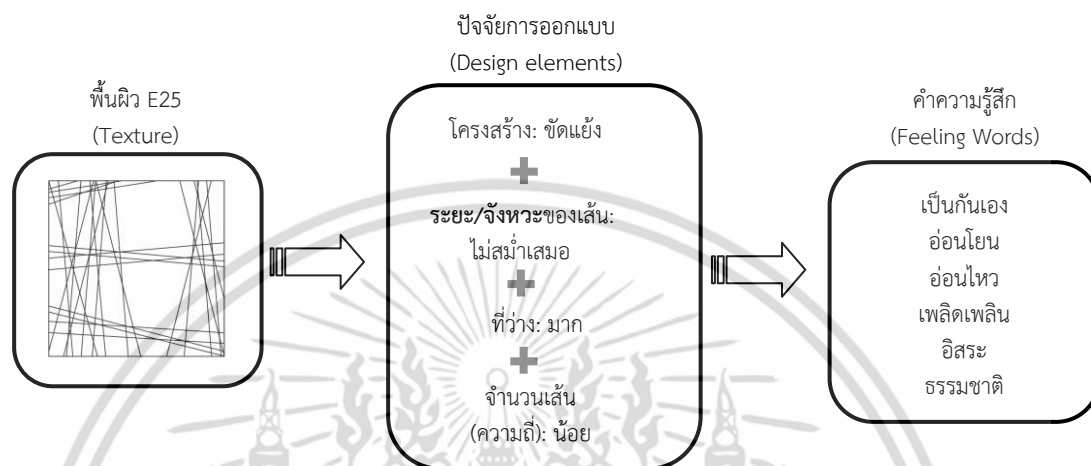 พื้นผิว E25
(Texture)
ปัจจัยการออกแบบ
(Design elements)
โครงสร้าง: ขัดแย้ง
ระยะ/จังหวะของเส้น:
ไม่สม่ำเสมอ
ที่ว่าง: มาก
จำนวนเส้น
(ความถี่): น้อย
คำความรู้สึก
(Feeling Words)
เป็นกันเอง
อ่อนโยน
อ่อนไหว
เพลิดเพลิน
อิสระ
ธรรมชาติ